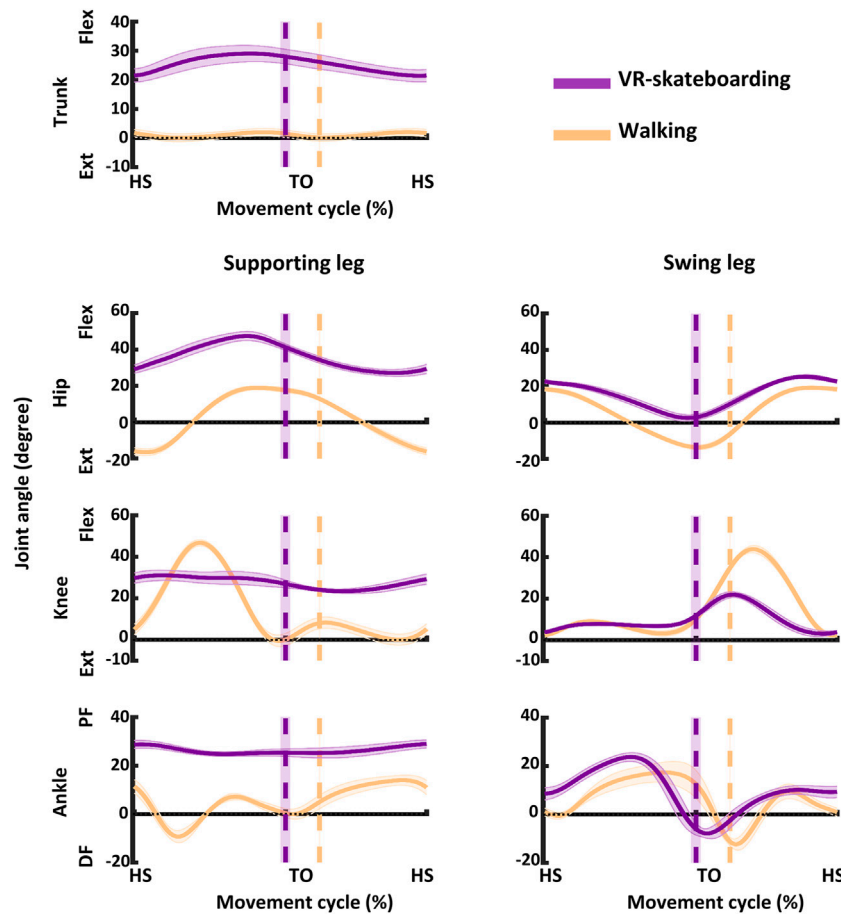 Flex
Trunk
Ext
40
30
20
10
0
-10
HS
TO
HS
Movement cycle (%)
VR-skateboarding
Walking
Supporting leg
Swing leg
Joint angle (degree)
Flex
Hip
Ext
60
40
20
0
-20
60
40
20
0
-20
Flex
Knee
Ext
60
40
20
0
-10
60
40
20
0
-10
PF
Ankle
DF
40
20
0
-20
40
20
0
-20
HS
TO
HS
HS
TO
HS
Movement cycle (%)
Movement cycle (%)